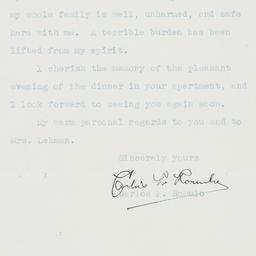 my whole family is well, unharmed, and safe
here with me. A terrible burden has been
lifted from my spirit.
I cherish the memory of the pleasant
evening of the dinner in your apartment, and
I look forward to seeing you again soon.
My warm personal regards to you and to
Mrs. Lehman.
Sincerely yours
Carlos P. Romulo
Carlos P. Romulo